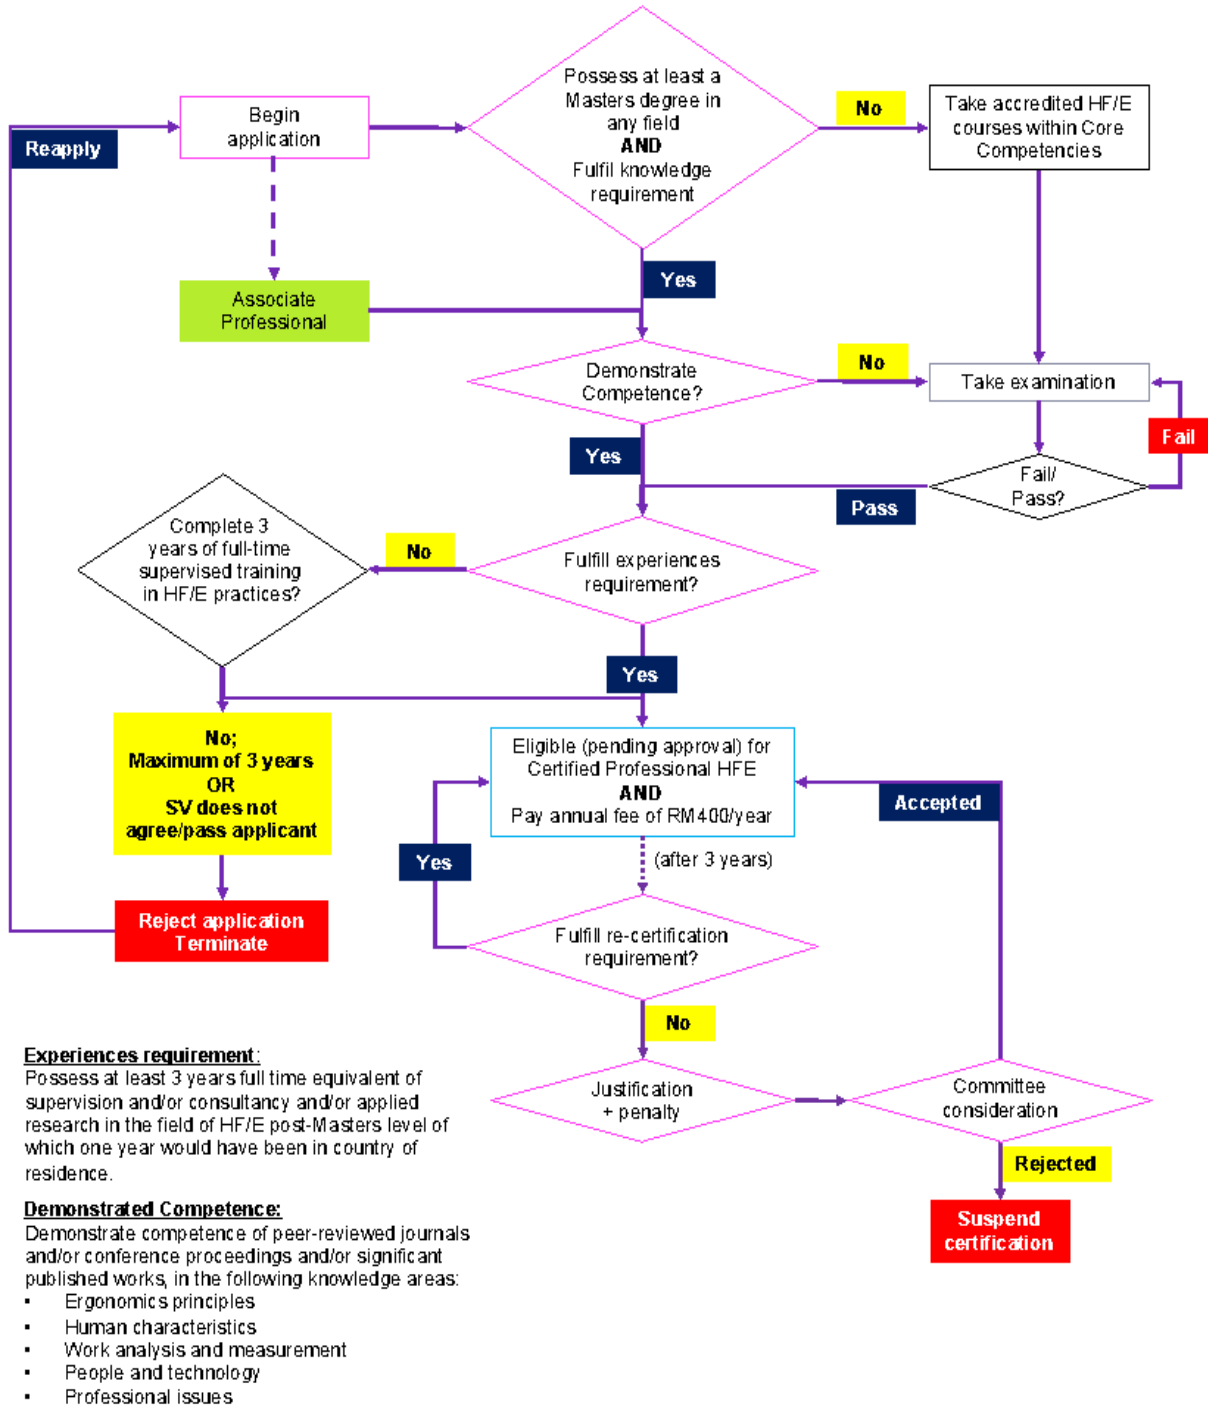 Possess at least a
Masters degree in
any field
AND
Fulfil knowledge
requirement
Begin
application
No
Take accredited HF/E
courses within Core
Competencies
Reapply
Yes
Associate
Professional
Demonstrate
Competence?
No
Take examination
Fail
Yes
Fail/
Pass?
Pass
Complete 3
years of full-time
supervised training
in HF/E practices?
No
Fulfill experiences
requirement?
Yes
No;
Maximum of 3 years
OR
SV does not
agree/pass applicant
Eligible (pending approval) for
Certified Professional HFE
AND
Pay annual fee of RM400/year
Accepted
Yes
(after 3 years)
Reject application
Terminate
Fulfill re-certification
requirement?
No
Justification
+ penalty
Committee
consideration
Rejected
Suspend
certification
Experiences requirement:
Possess at least 3 years full time equivalent of
supervision and/or consultancy and/or applied
research in the field of HF/E post-Masters level of
which one year would have been in country of
residence.
Demonstrated Competence:
Demonstrate competence of peer-reviewed journals
and/or conference proceedings and/or significant
published works, in the following knowledge areas:
▪ Ergonomics principles
▪ Human characteristics
▪ Work analysis and measurement
▪ People and technology
▪ Professional issues